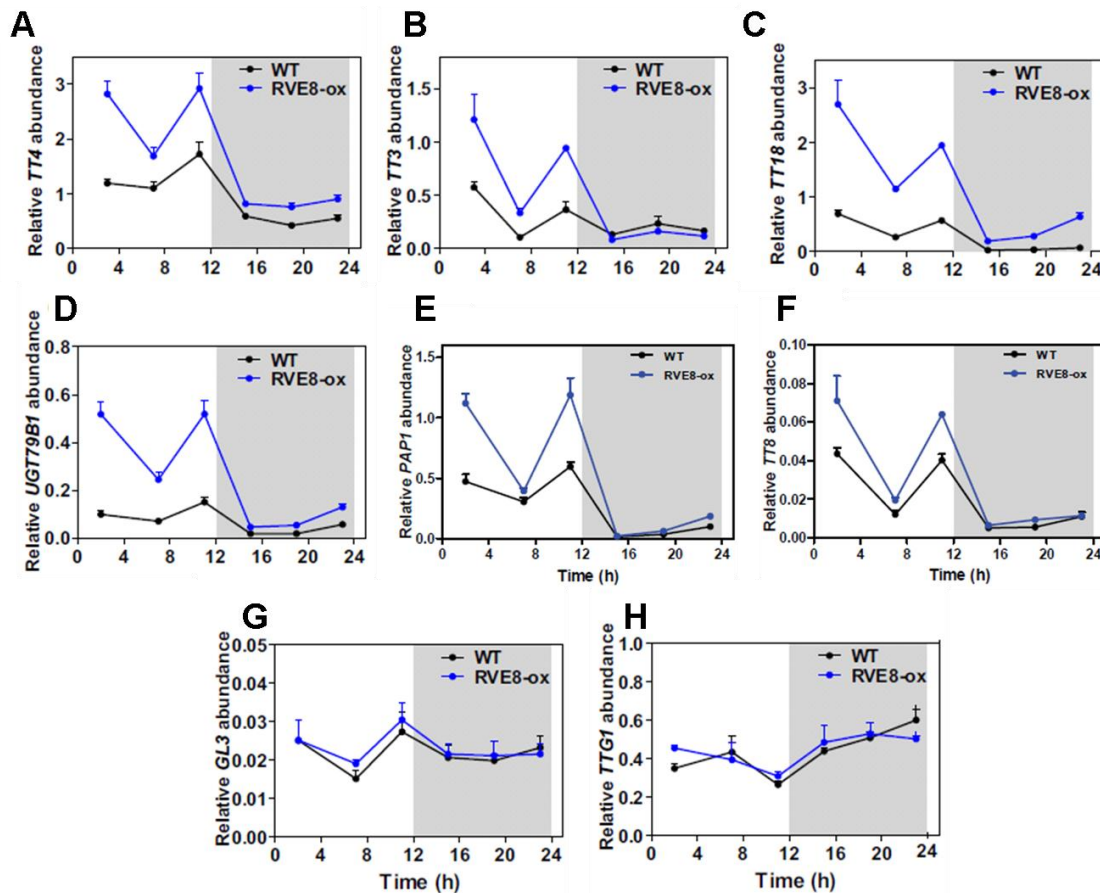 A
Relative TT4 abundance
3
2
1
0
0 4 8 12 16 20 24
WT
RVE8-ox
B
Relative TT3 abundance
1.5
1.0
0.5
0.0
0 4 8 12 16 20 24
WT
RVE8-ox
C
Relative TT18 abundance
3
2
1
0
0 4 8 12 16 20 24
WT
RVE8-ox
D
Relative UGT79B1 abundance
0.8
0.6
0.4
0.2
0.0
0 4 8 12 16 20 24
WT
RVE8-ox
E
Relative PAP1 abundance
1.5
1.0
0.5
0.0
0 4 8 12 16 20 24
Time (h)
WT
RVE8-ox
F
Relative TT8 abundance
0.10
0.08
0.06
0.04
0.02
0.00
0 4 8 12 16 20 24
Time (h)
WT
RVE8-ox
G
Relative GL3 abundance
0.05
0.04
0.03
0.02
0.01
0.00
0 4 8 12 16 20 24
Time (h)
WT
RVE8-ox
H
Relative TTG1 abundance
1.0
0.8
0.6
0.4
0.2
0.0
0 4 8 12 16 20 24
Time (h)
WT
RVE8-ox